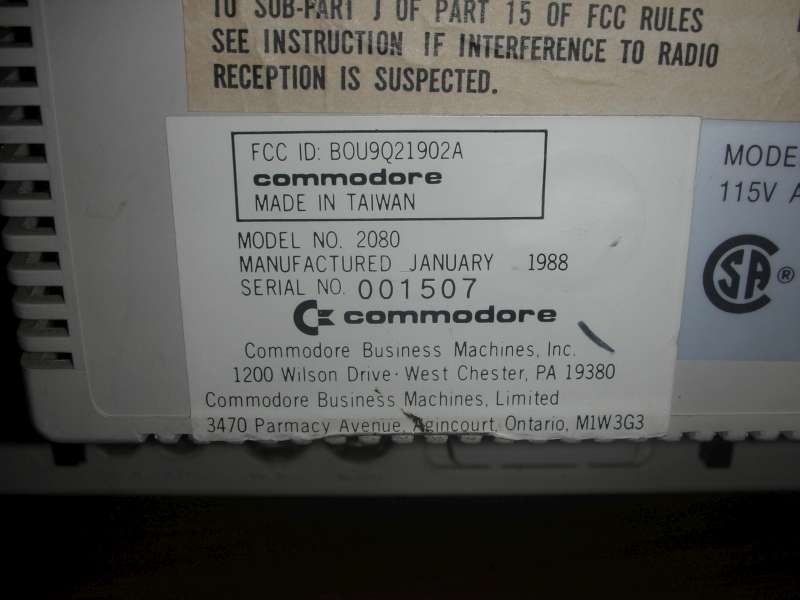 TO SUB-PART J OF PART 15 OF FCC RULES
SEE INSTRUCTION IF INTERFERENCE TO RADIO
RECEPTION IS SUSPECTED.
FCC ID: BOU9Q21902A
commodore
MADE IN TAIWAN
MODEL NO. 2080
MANUFACTURED JANUARY 1988
SERIAL NO. 001507
commodore
Commodore Business Machines, Inc.
1200 Wilson Drive · West Chester, PA 19380
Commodore Business Machines, Limited
3470 Parmacy Avenue, Agincourt, Ontario, M1W3G3
MODE
115V A
SA ®